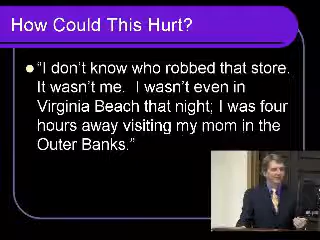 How Could This Hurt?
“I don’t know who robbed that store.
It wasn’t me.  I wasn’t even in
Virginia Beach that night; I was four
hours away visiting my mom in the
Outer Banks.”